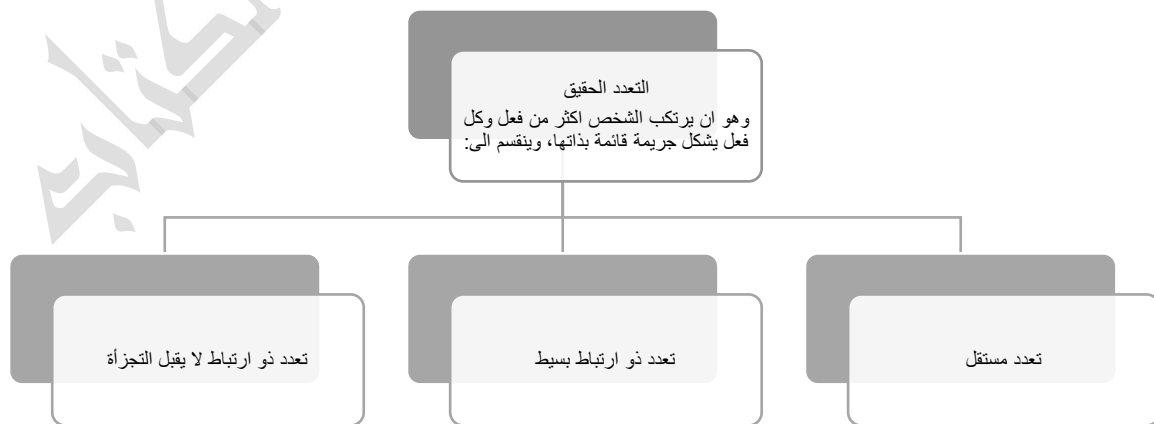 التعدد الحقيق
وهو ان يرتكب الشخص اكثر من فعل وكل
فعل يشكل جريمة قائمة بذاتها، وينقسم الى:
تعدد مستقل
تعدد ذو ارتباط بسيط
تعدد ذو ارتباط لا يقبل التجزأة